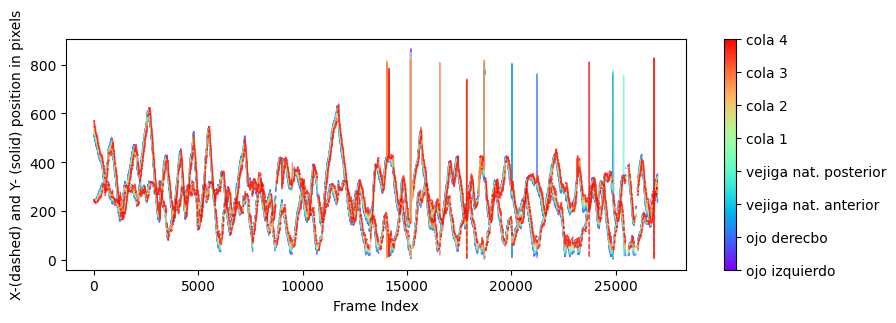 X-(dashed) and Y- (solid) position in pixels
800
600
400
200
0
0
5000
10000
15000
20000
25000
Frame Index
cola 4
cola 3
cola 2
cola 1
vejiga nat. posterior
vejiga nat. anterior
ojo derecbo
ojo izquierdo